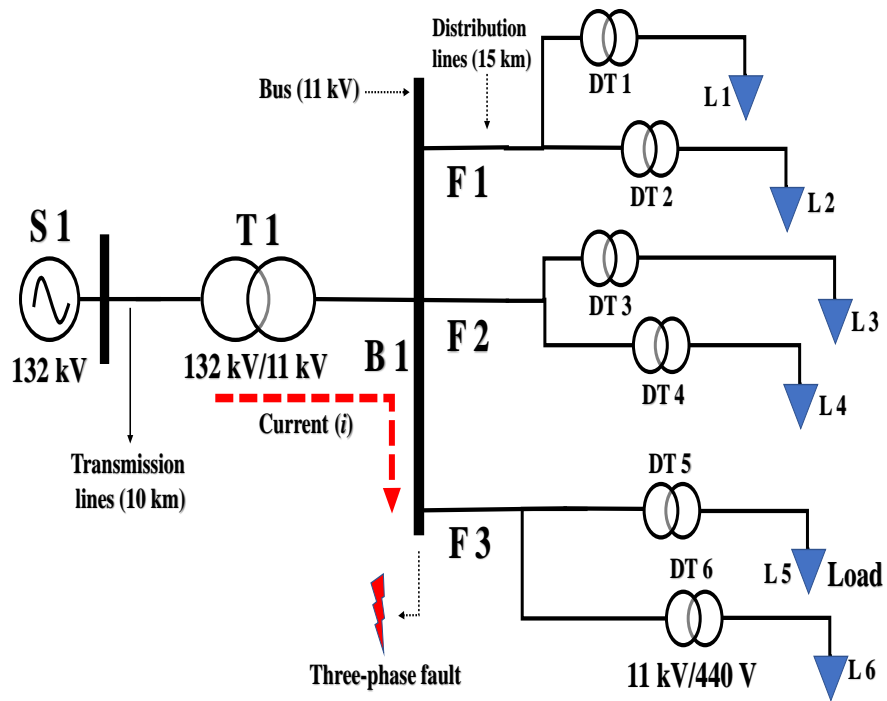 Distribution
lines (15 km)
Bus (11 kV)
DT 1
L 1
F 1
DT 2
L 2
S 1
T 1
DT 3
L 3
132 kV
132 kV/11 kV
B 1
F 2
DT 4
L 4
Current (i)
Transmission
lines (10 km)
DT 5
F 3
L 5
Load
DT 6
Three-phase fault
11 kV/440 V
L 6